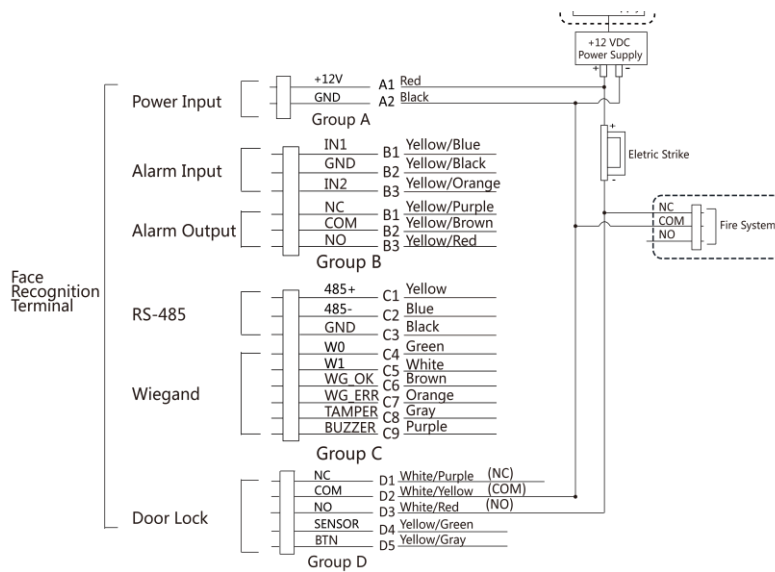 +12 VDC
Power Supply
+ -
Power Input
+12V A1 Red
GND A2 Black
Group A
+
Eletric Strike
-
Alarm Input
IN1 B1 Yellow/Blue
GND B2 Yellow/Black
IN2 B3 Yellow/Orange
Alarm Output
NC B1 Yellow/Purple
COM B2 Yellow/Brown
NO B3 Yellow/Red
Group B
NC
COM
NO
Fire System
Face
Recognition
Terminal
RS-485
485+ C1 Yellow
485- C2 Blue
GND C3 Black
Wiegand
W0 C4 Green
W1 C5 White
WG_OK C6 Brown
WG_ERR C7 Orange
TAMPER C8 Gray
BUZZER C9 Purple
Group C
Door Lock
NC D1 White/Purple (NC)
COM D2 White/Yellow (COM)
NO D3 White/Red (NO)
SENSOR D4 Yellow/Green
BTN D5 Yellow/Gray
Group D